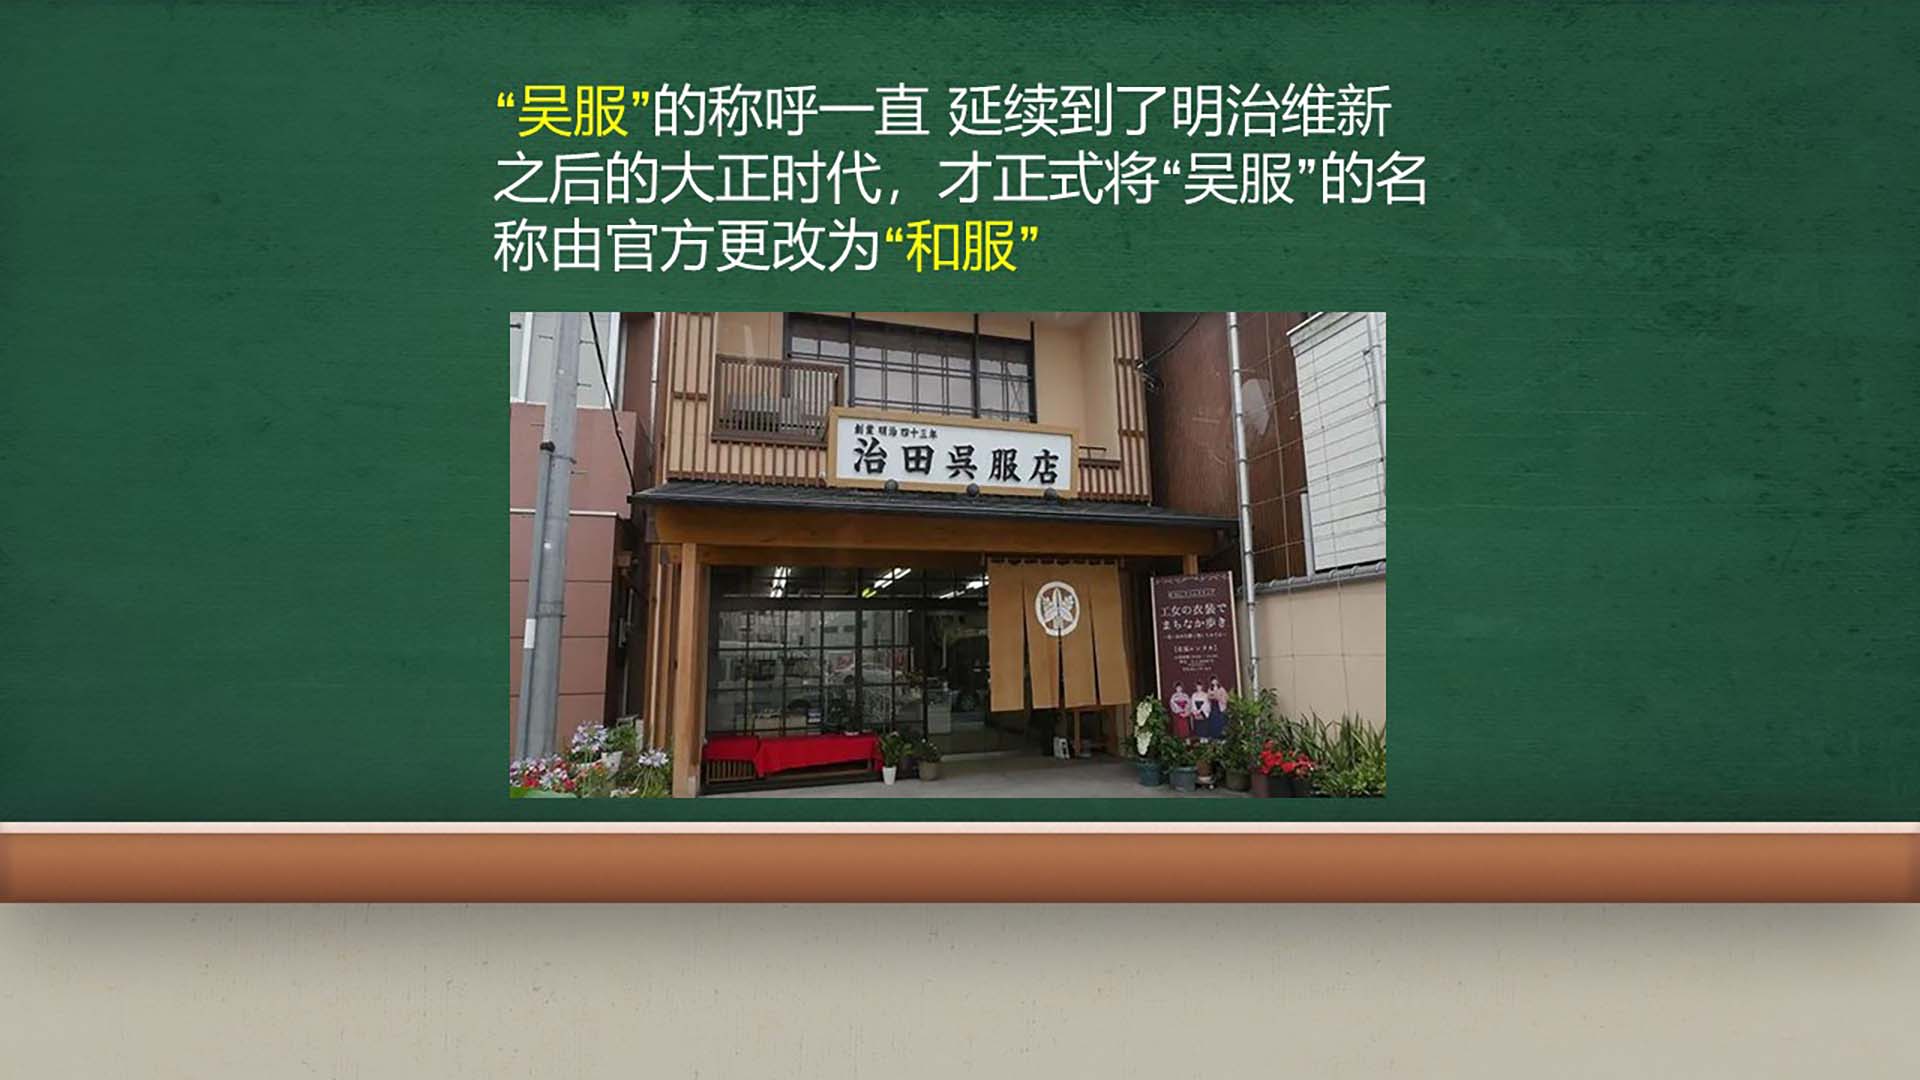 “吴服”的称呼一直 延续到了明治维新
之后的大正时代，才正式将“吴服”的名
称由官方更改为“和服”
創業 明治四十三年
治田呉服店
工女の衣装で
まちなか歩き